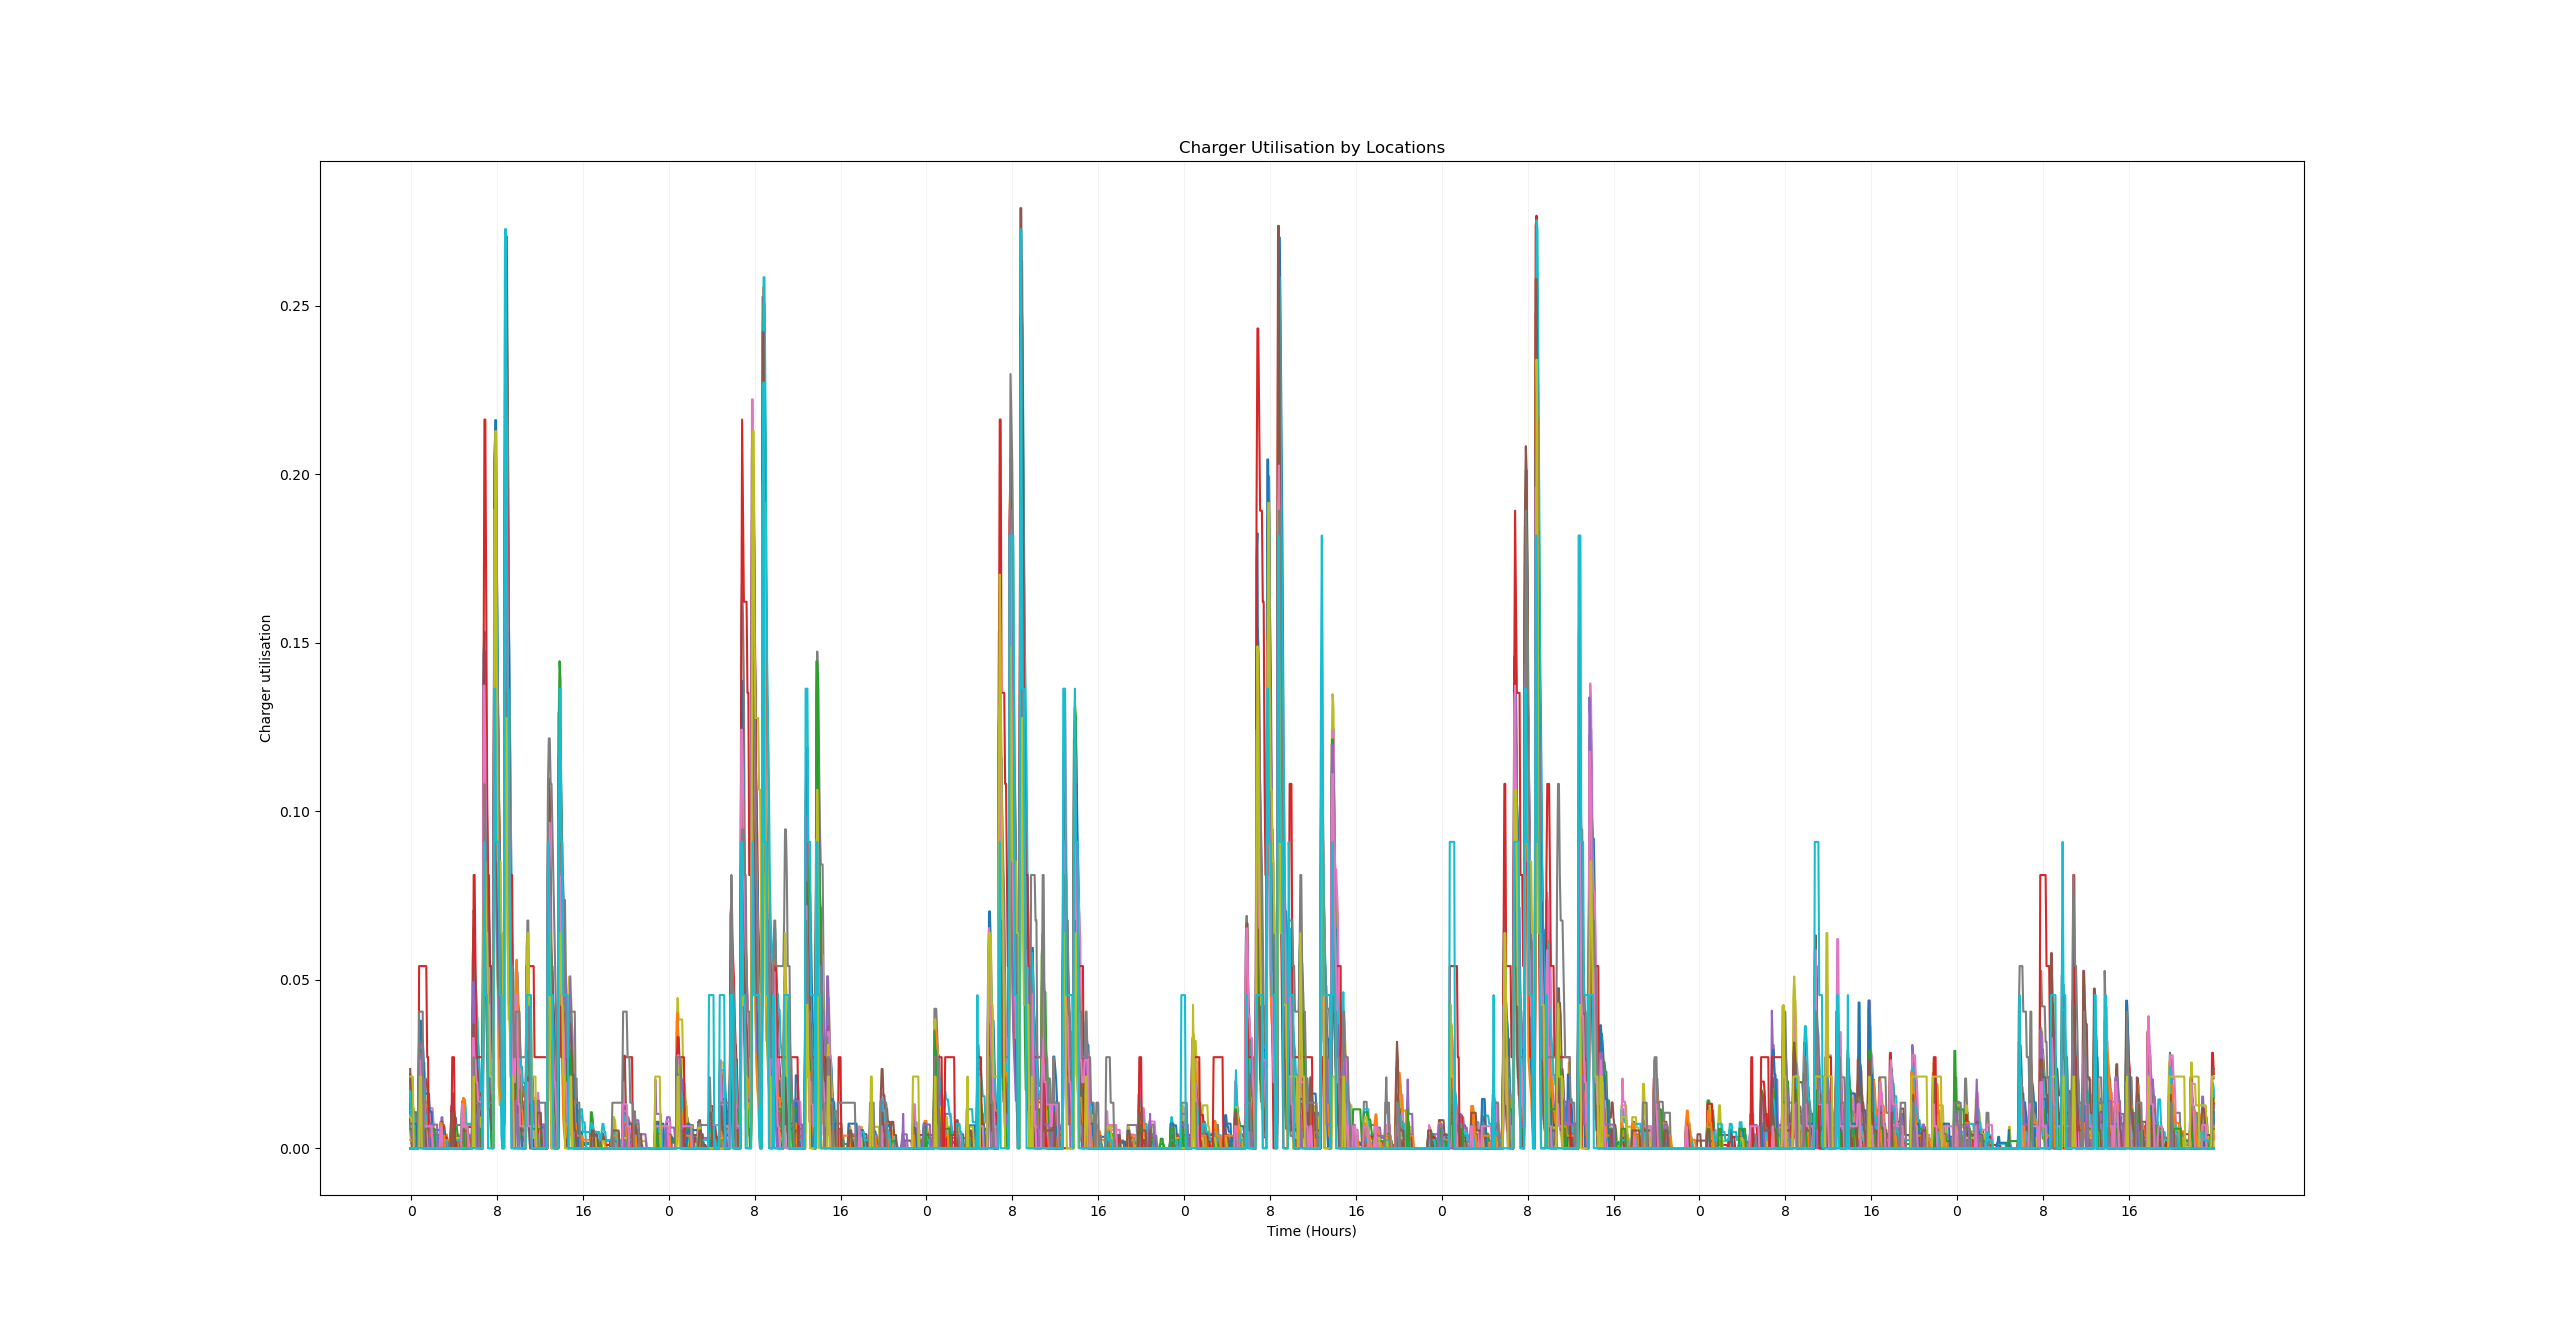 Charger Utilisation by Locations
0.25
0.20
0.15
0.10
0.05
0.00
Charger utilisation
0 8 16 0 8 16 0 8 16 0 8 16 0 8 16 0 8 16 0 8 16
Time (Hours)